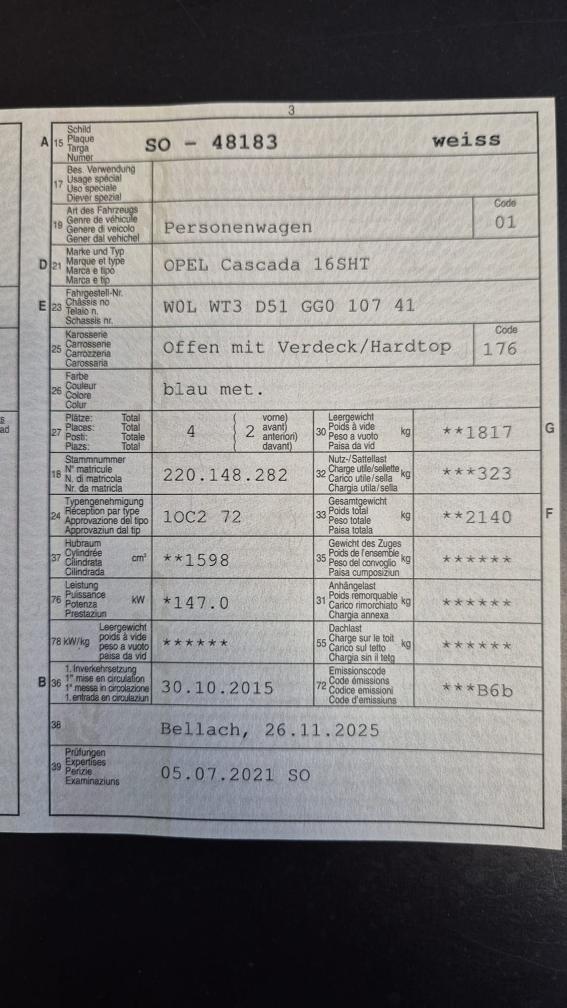 3
A 15 Schild
Plaque
Targa
Numer
SO - 48183 weiss
17 Bes. Verwendung
Usage spécial
Uso speciale
Diever spezial
19 Art des Fahrzeugs
Genre de véhicule
Genere di veicolo
Gener dal vehichel
Personenwagen
Code
01
D 21 Marke und Typ
Marque et type
Marca e tipo
Marca e tip
OPEL Cascada 16SHT
E 23 Fahrgestell-Nr.
Châssis no
Telaio n.
Schassis nr.
W0L WT3 D51 GG0 107 41
25 Karosserie
Carrosserie
Carrozzeria
Carossaria
Offen mit Verdeck/Hardtop
Code
176
26 Farbe
Couleur
Colore
Colur
blau met.
27 Plätze: Total
Places: Total
Posti: Totale
Plazs: Total
4
( 2 vorne)
avant)
anteriori)
davant)
30 Leergewicht
Poids à vide
Peso a vuoto
Paisa da vid
kg
**1817
G
18 Stammnummer
N° matricule
N. di matricola
Nr. da matricla
220.148.282
32 Nutz-/Sattellast
Charge utile/sellette
Carico utile/sella
Chargia utila/sella
kg
***323
24 Typengenehmigung
Réception par type
Approvazione del tipo
Approvaziun dal tip
1OC2 72
33 Gesamtgewicht
Poids total
Peso totale
Paisa totala
kg
**2140
F
37 Hubraum
Cylindrée
Cilindrata
Cilindrada
cm³
**1598
35 Gewicht des Zuges
Poids de l'ensemble
Peso del convoglio
Paisa cumposiziun
kg
******
76 Leistung
Puissance
Potenza
Prestaziun
kW
*147.0
31 Anhängelast
Poids remorquable
Carico rimorchiato
Chargia annexa
kg
******
78 kW/kg Leergewicht
poids à vide
peso a vuoto
paisa da vid
******
55 Dachlast
Charge sur le toit
Carico sul tetto
Chargia sin il tetg
kg
******
B 36 1. Inverkehrsetzung
1re mise en circulation
1a messa in circolazione
1. entrada en circulaziun
30.10.2015
72 Emissionscode
Code émissions
Codice emissioni
Code d'emissiuns
***B6b
38 Bellach, 26.11.2025
39 Prüfungen
Expertises
Perizie
Examinaziuns
05.07.2021 SO